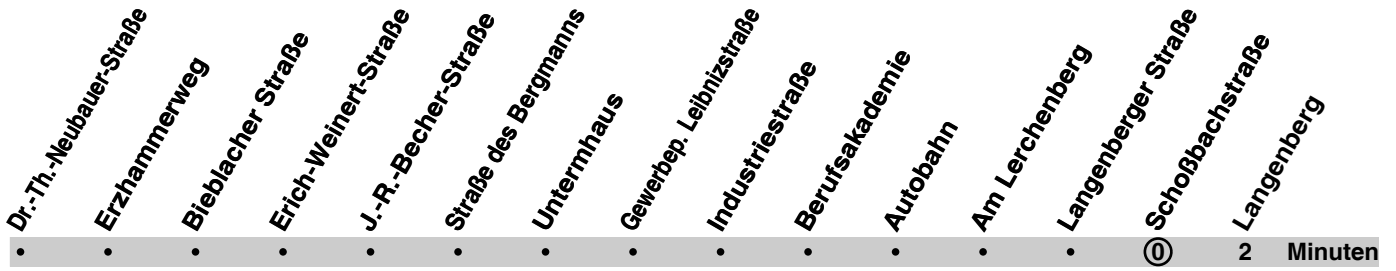 Dr.-Th.-Neubauer-Straße
Erzhammerweg
Bieblacher Straße
Erich-Weinert-Straße
J.-R.-Becher-Straße
Straße des Bergmanns
Untermhaus
Gewerbep. Leibnizstraße
Industriestraße
Berufsakademie
Autobahn
Am Lerchenberg
Langenberger Straße
Schoßbachstraße
Langenberg
• • • • • • • • • • • • • 0 2 Minuten